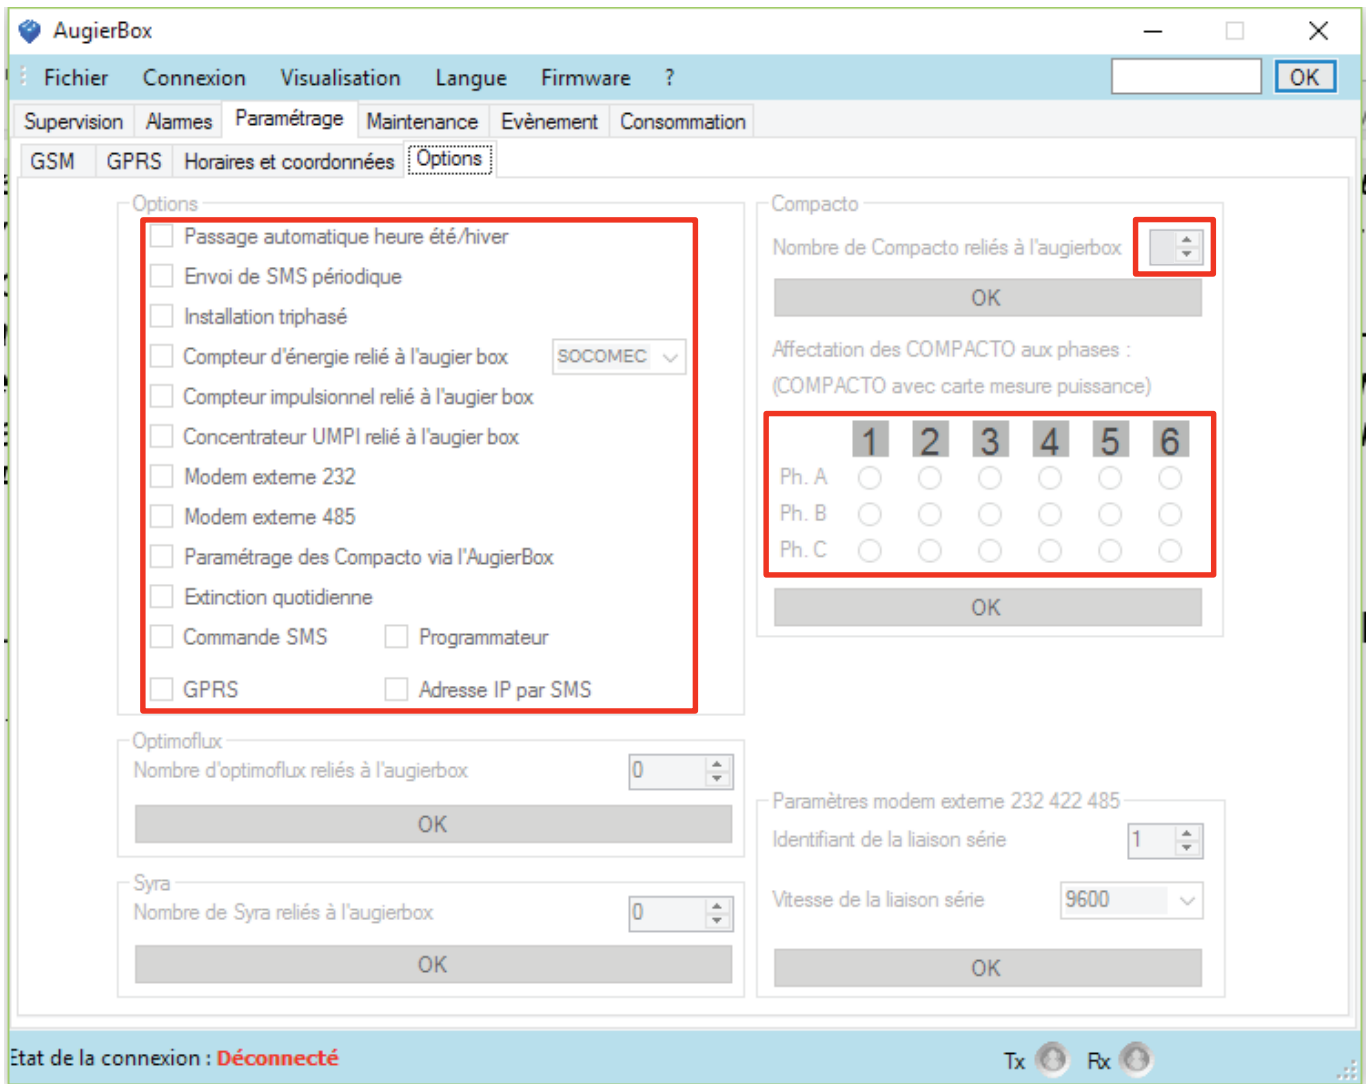 AugierBox
Fichier Connexion Visualisation Langue Firmware ? OK
Supervision Alarmes Paramétrage Maintenance Evènement Consommation
GSM GPRS Horaires et coordonnées Options
Options
Passage automatique heure été/hiver
Envoi de SMS périodique
Installation triphasé
Compteur d'énergie relié à l'augier box SOCOMEC
Compteur impulsionnel relié à l'augier box
Concentrateur UMPI relié à l'augier box
Modem externe 232
Modem externe 485
Paramétrage des Compacto via l'AugierBox
Extinction quotidienne
Commande SMS Programmateur
GPRS Adresse IP par SMS
Optimoflux
Nombre d'optimoflux reliés à l'augierbox 0
OK
Syra
Nombre de Syra reliés à l'augierbox 0
OK
Compacto
Nombre de Compacto reliés à l'augierbox
OK
Affectation des COMPACTO aux phases :
(COMPACTO avec carte mesure puissance)
1 2 3 4 5 6
Ph. A
Ph. B
Ph. C
OK
Paramètres modem externe 232 422 485
Identifiant de la liaison série 1
Vitesse de la liaison série 9600
OK
Etat de la connexion : Déconnecté Tx Rx